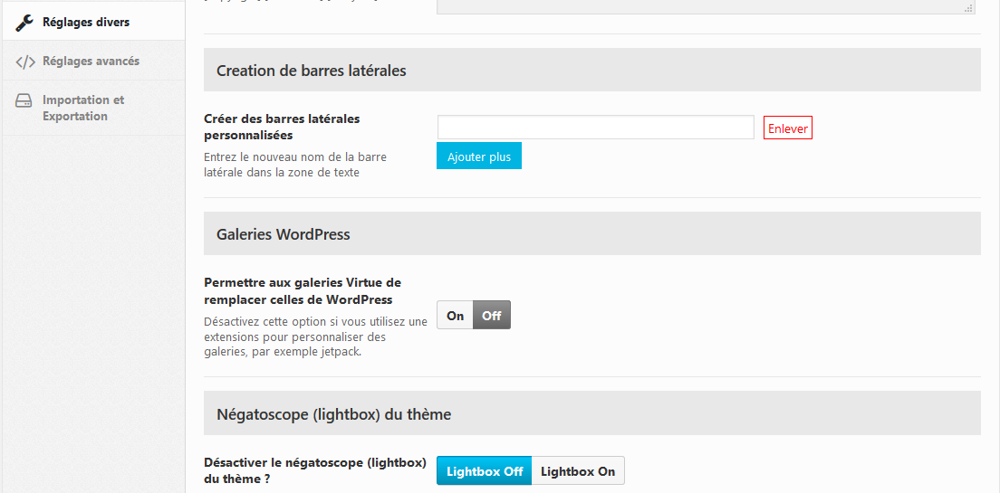 Réglages divers
Réglages avancés
Importation et
Exportation
Creation de barres latérales
Créer des barres latérales
personnalisées
Entrez le nouveau nom de la barre
latérale dans la zone de texte
Enlever
Ajouter plus
Galeries WordPress
Permettre aux galeries Virtue de
remplacer celles de WordPress
Désactivez cette option si vous utilisez une
extensions pour personnaliser des
galeries, par exemple jetpack.
On Off
Négatoscope (lightbox) du thème
Désactiver le négatoscope (lightbox)
du thème ?
Lightbox Off Lightbox On